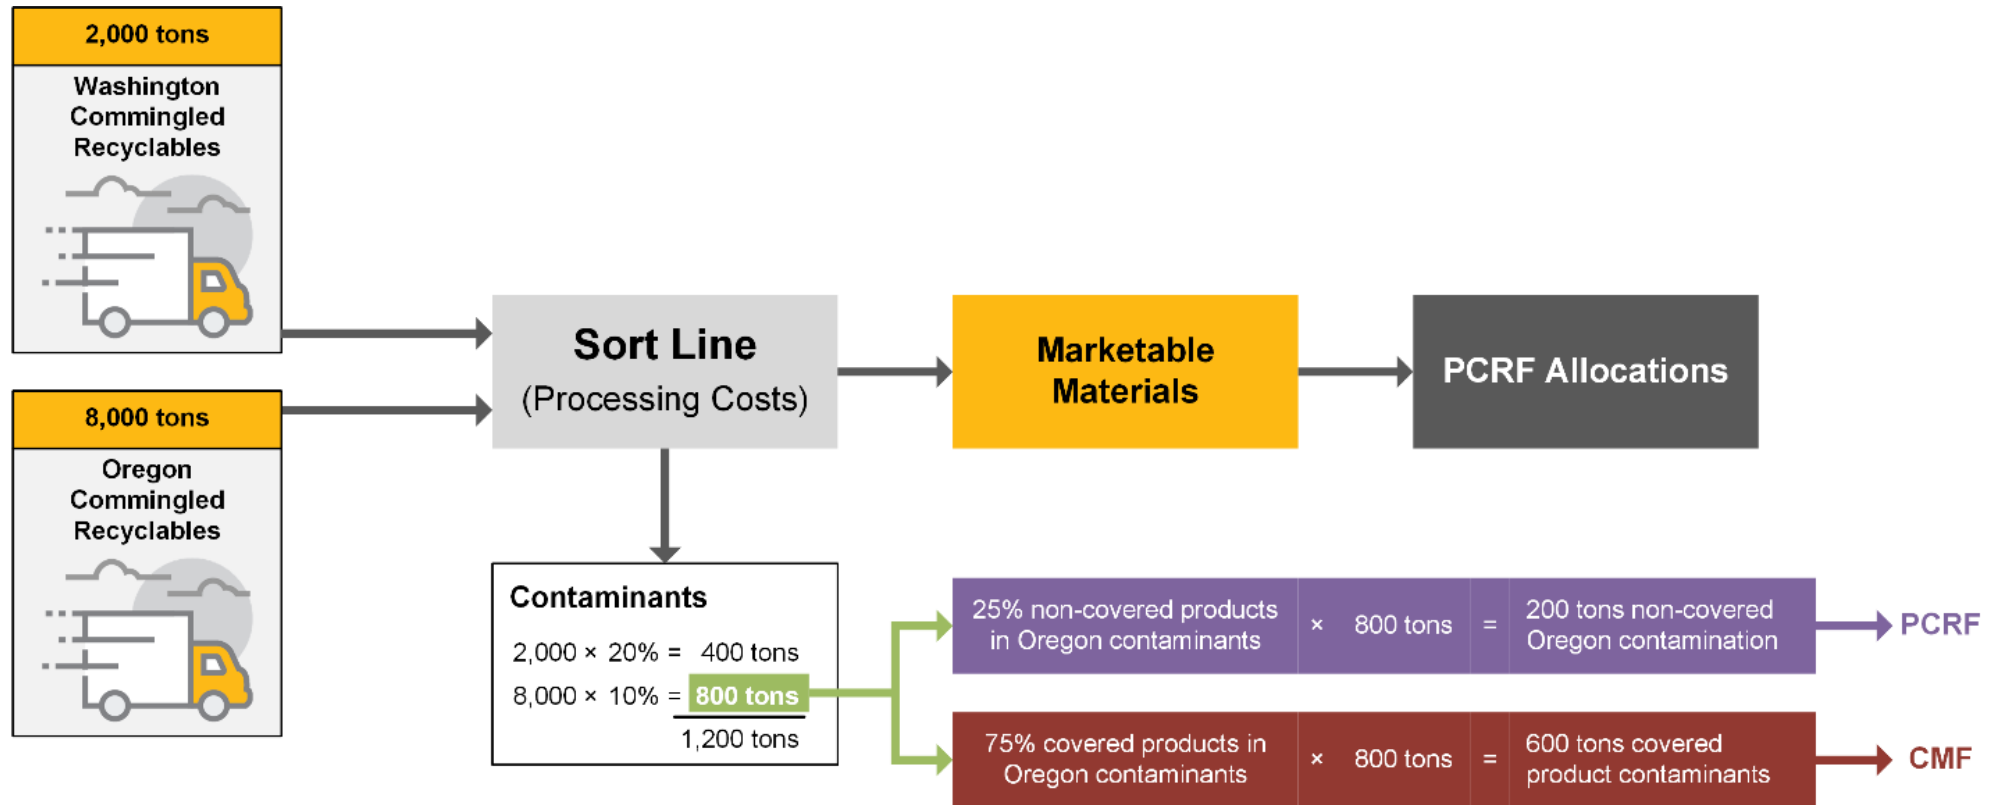 2,000 tons
Washington
Commingled
Recyclables
8,000 tons
Oregon
Commingled
Recyclables
Sort Line
(Processing Costs)
Marketable
Materials
PCRF Allocations
Contaminants
2,000 × 20% = 400 tons
8,000 × 10% = 800 tons
1,200 tons
25% non-covered products
in Oregon contaminants
× 800 tons =
200 tons non-covered
Oregon contamination
PCRF
75% covered products in
Oregon contaminants
× 800 tons =
600 tons covered
product contaminants
CMF